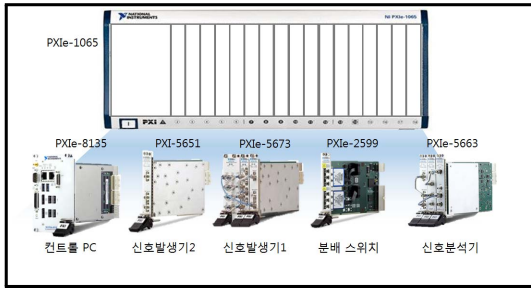 NATIONAL INSTRUMENTS
NI PXIe-1065
PXIe-1065
PXI
PXIe-8135 PXI-5651 PXIe-5673 PXIe-2599 PXIe-5663
컨트롤 PC 신호발생기2 신호발생기1 분배 스위치 신호분석기